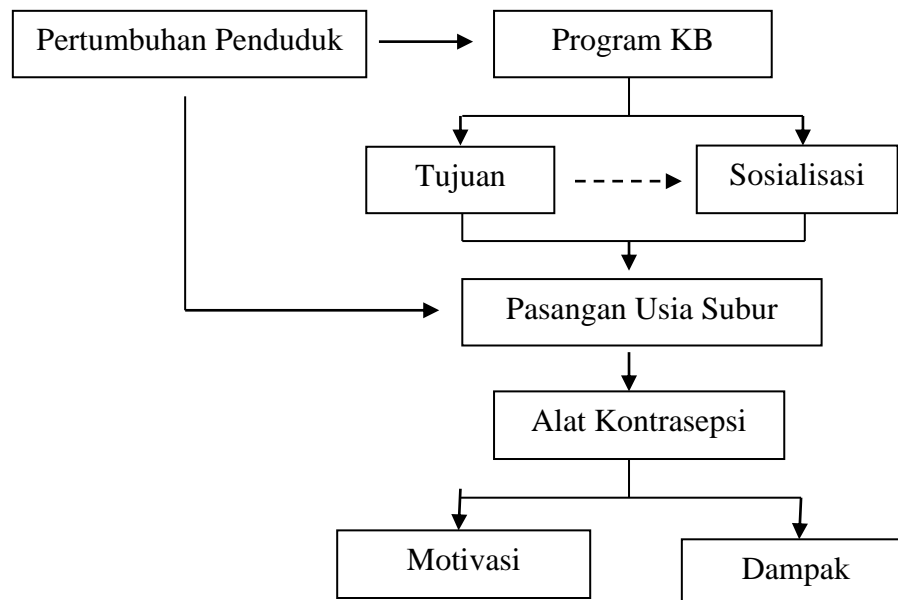 Pertumbuhan Penduduk
Program KB
Tujuan
Sosialisasi
Pasangan Usia Subur
Alat Kontrasepsi
Motivasi
Dampak